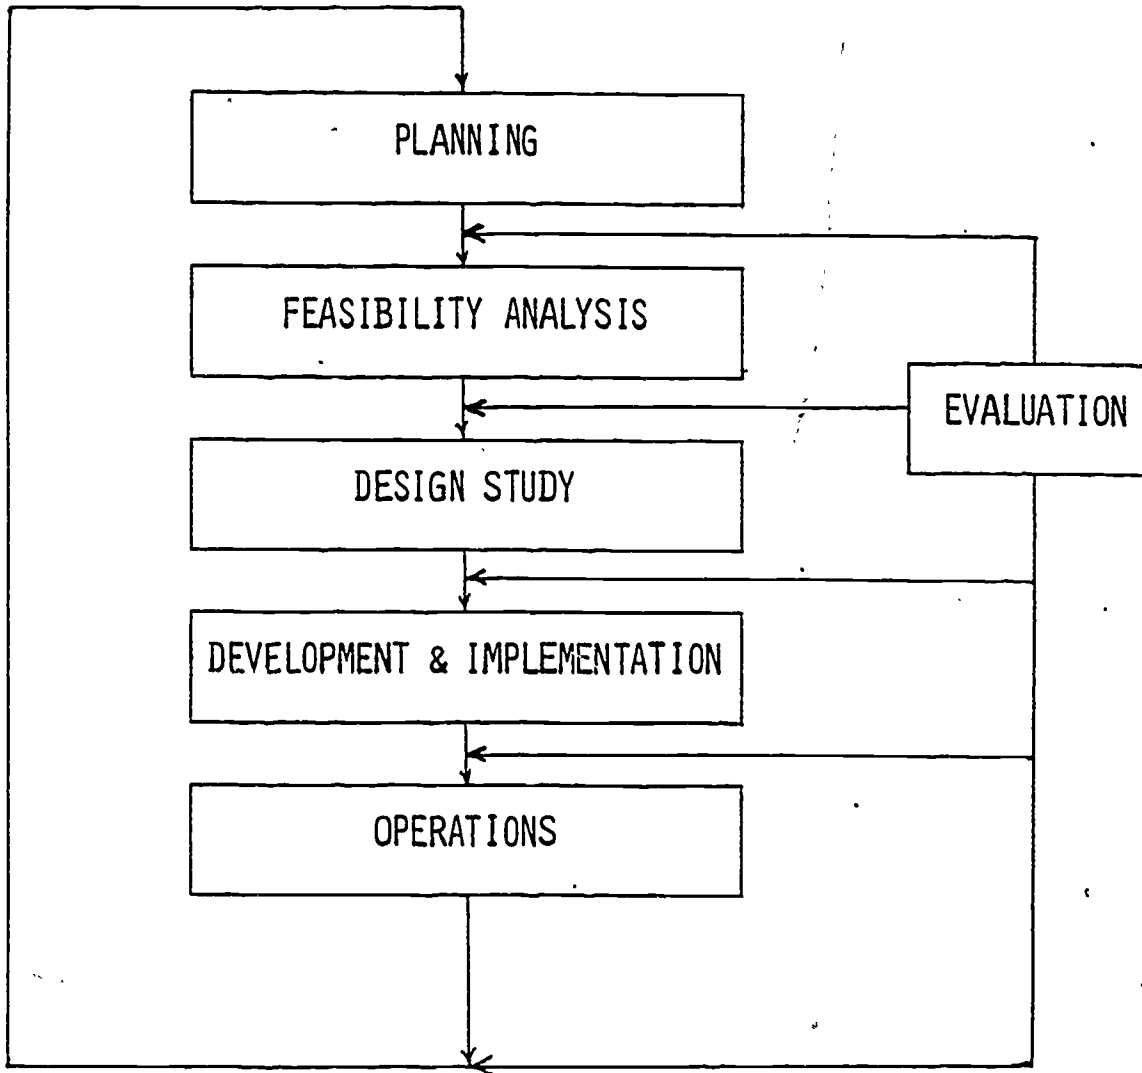 PLANNING
FEASIBILITY ANALYSIS
EVALUATION
DESIGN STUDY
DEVELOPMENT & IMPLEMENTATION
OPERATIONS